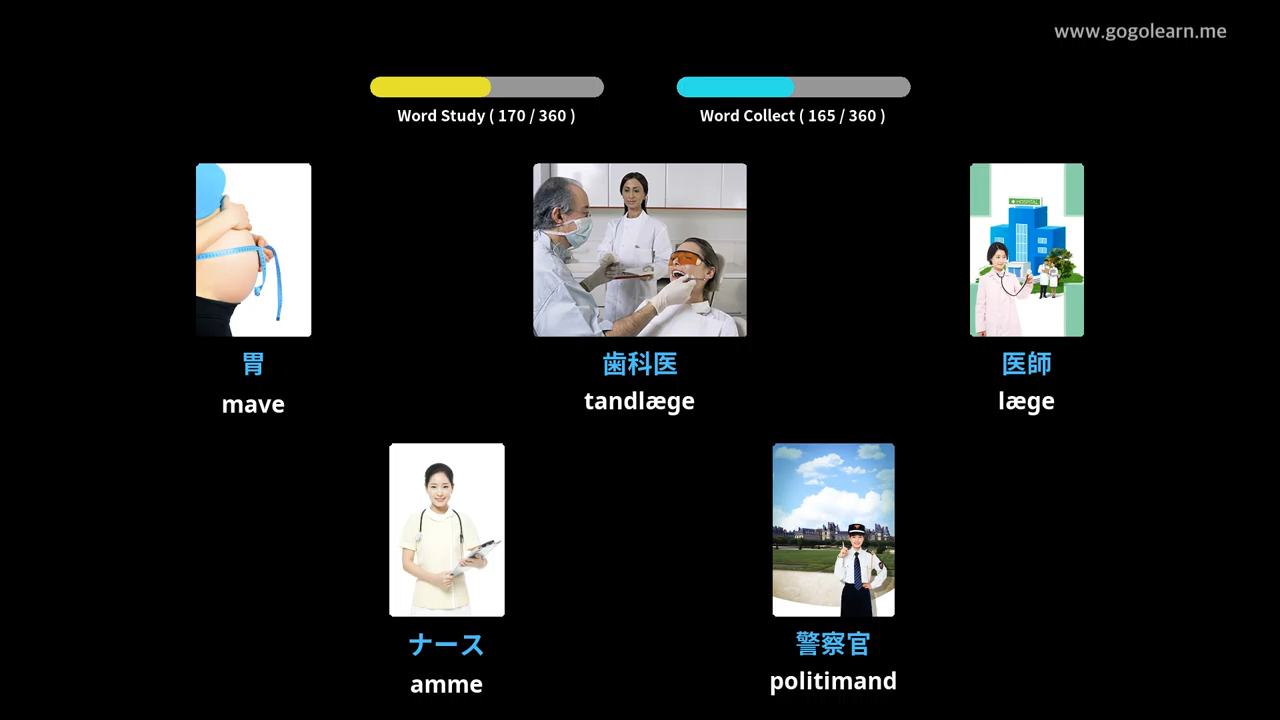 www.gogolearn.me
Word Study ( 170 / 360 )
Word Collect ( 165 / 360 )
胃
mave
歯科医
tandlæge
HOSPITAL
医師
læge
ナース
amme
警察官
politimand